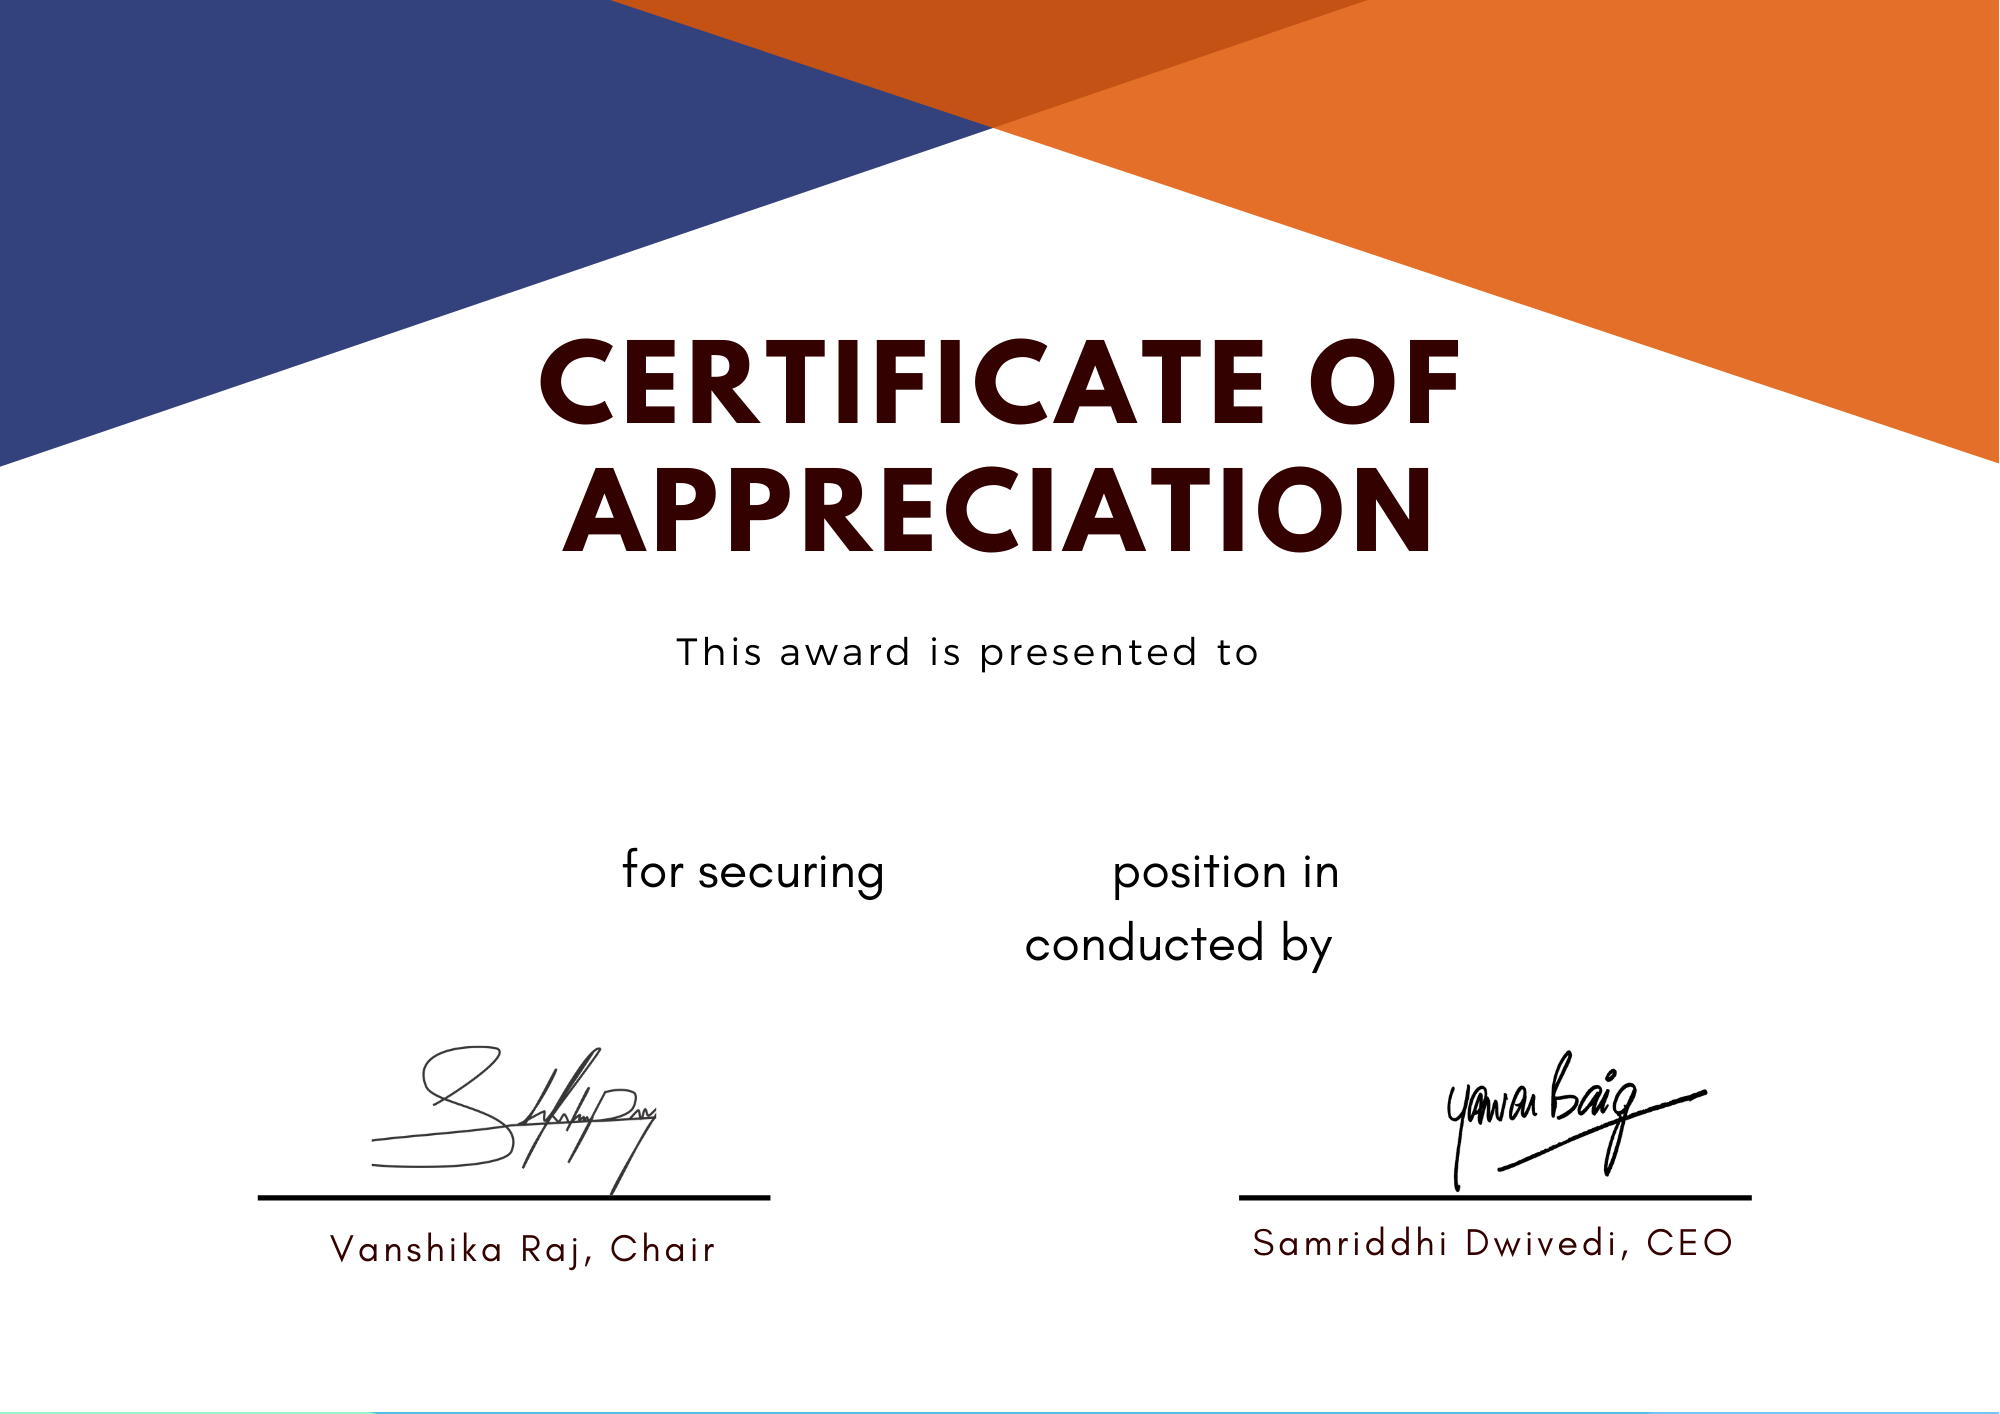 CERTIFICATE OF
APPRECIATION
This award is presented to
for securing position in
conducted by
yawar baig
Vanshika Raj, Chair
Samriddhi Dwivedi, CEO